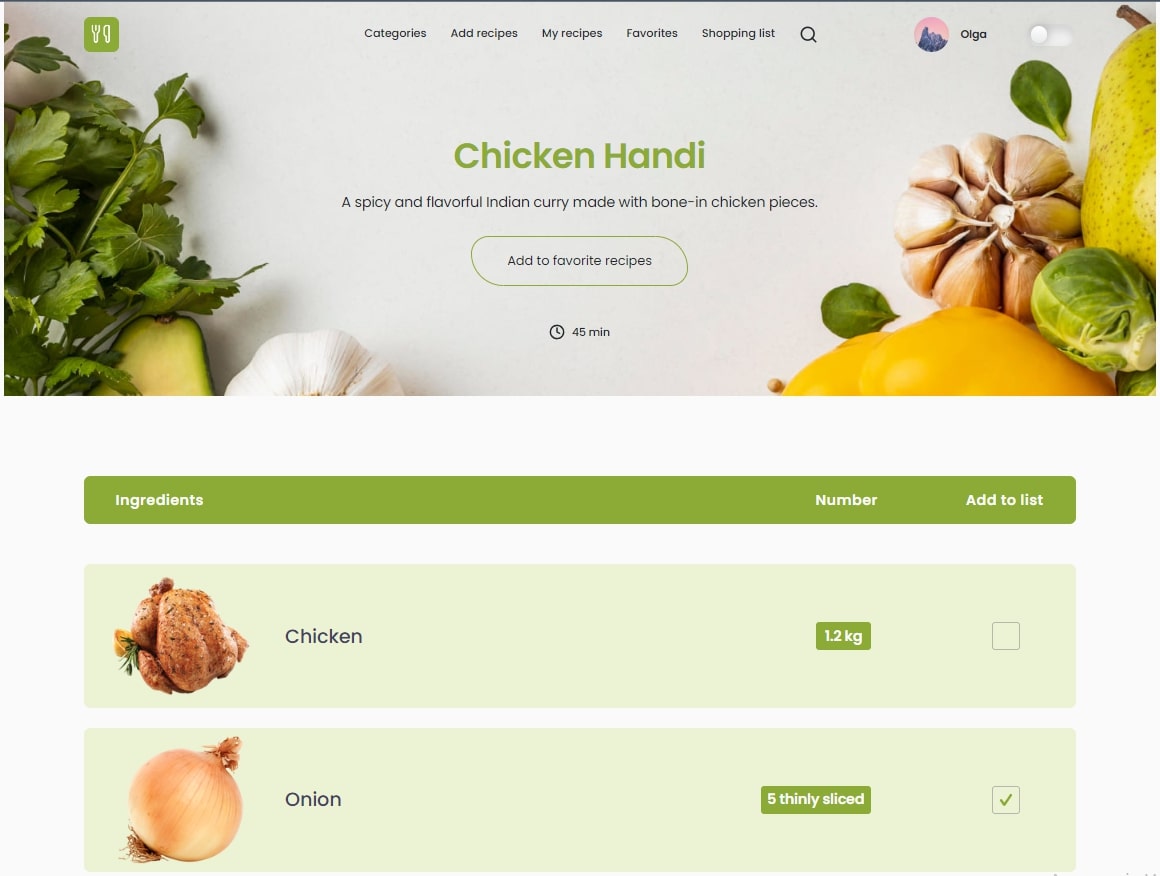 Categories Add recipes My recipes Favorites Shopping list Olga
Chicken Handi
A spicy and flavorful Indian curry made with bone-in chicken pieces.
Add to favorite recipes
45 min
Ingredients Number Add to list
Chicken 1.2 kg
Onion 5 thinly sliced